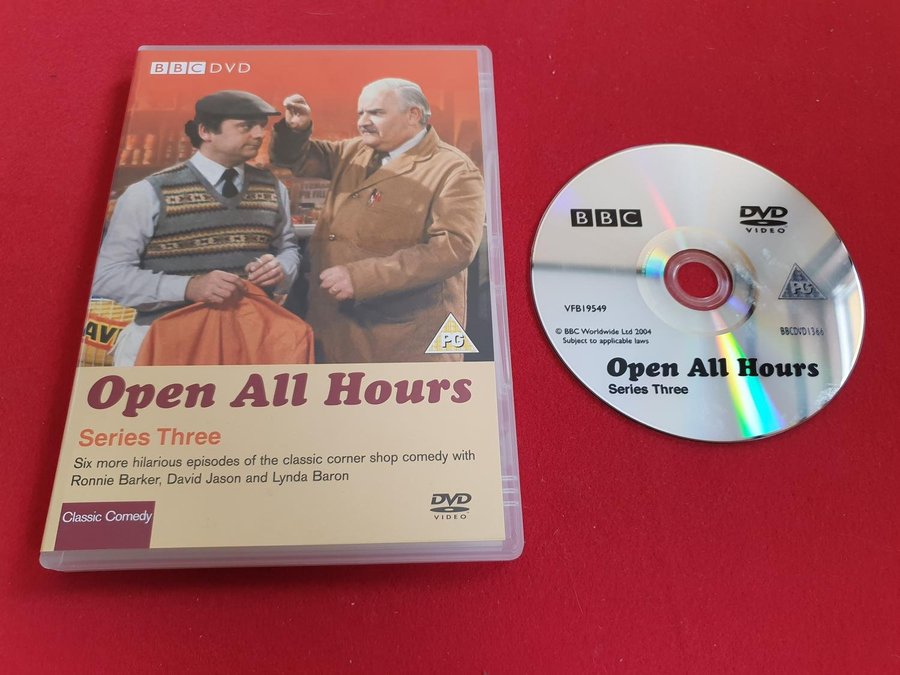 BBC DVD
AV
PG
Open All Hours
Series Three
Six more hilarious episodes of the classic corner shop comedy with
Ronnie Barker, David Jason and Lynda Baron
Classic Comedy
DVD
VIDEO
BBC
DVD
VIDEO
PG
VFB19549
BBCDVD1366
© BBC Worldwide Ltd 2004
Subject to applicable laws
Open All Hours
Series Three